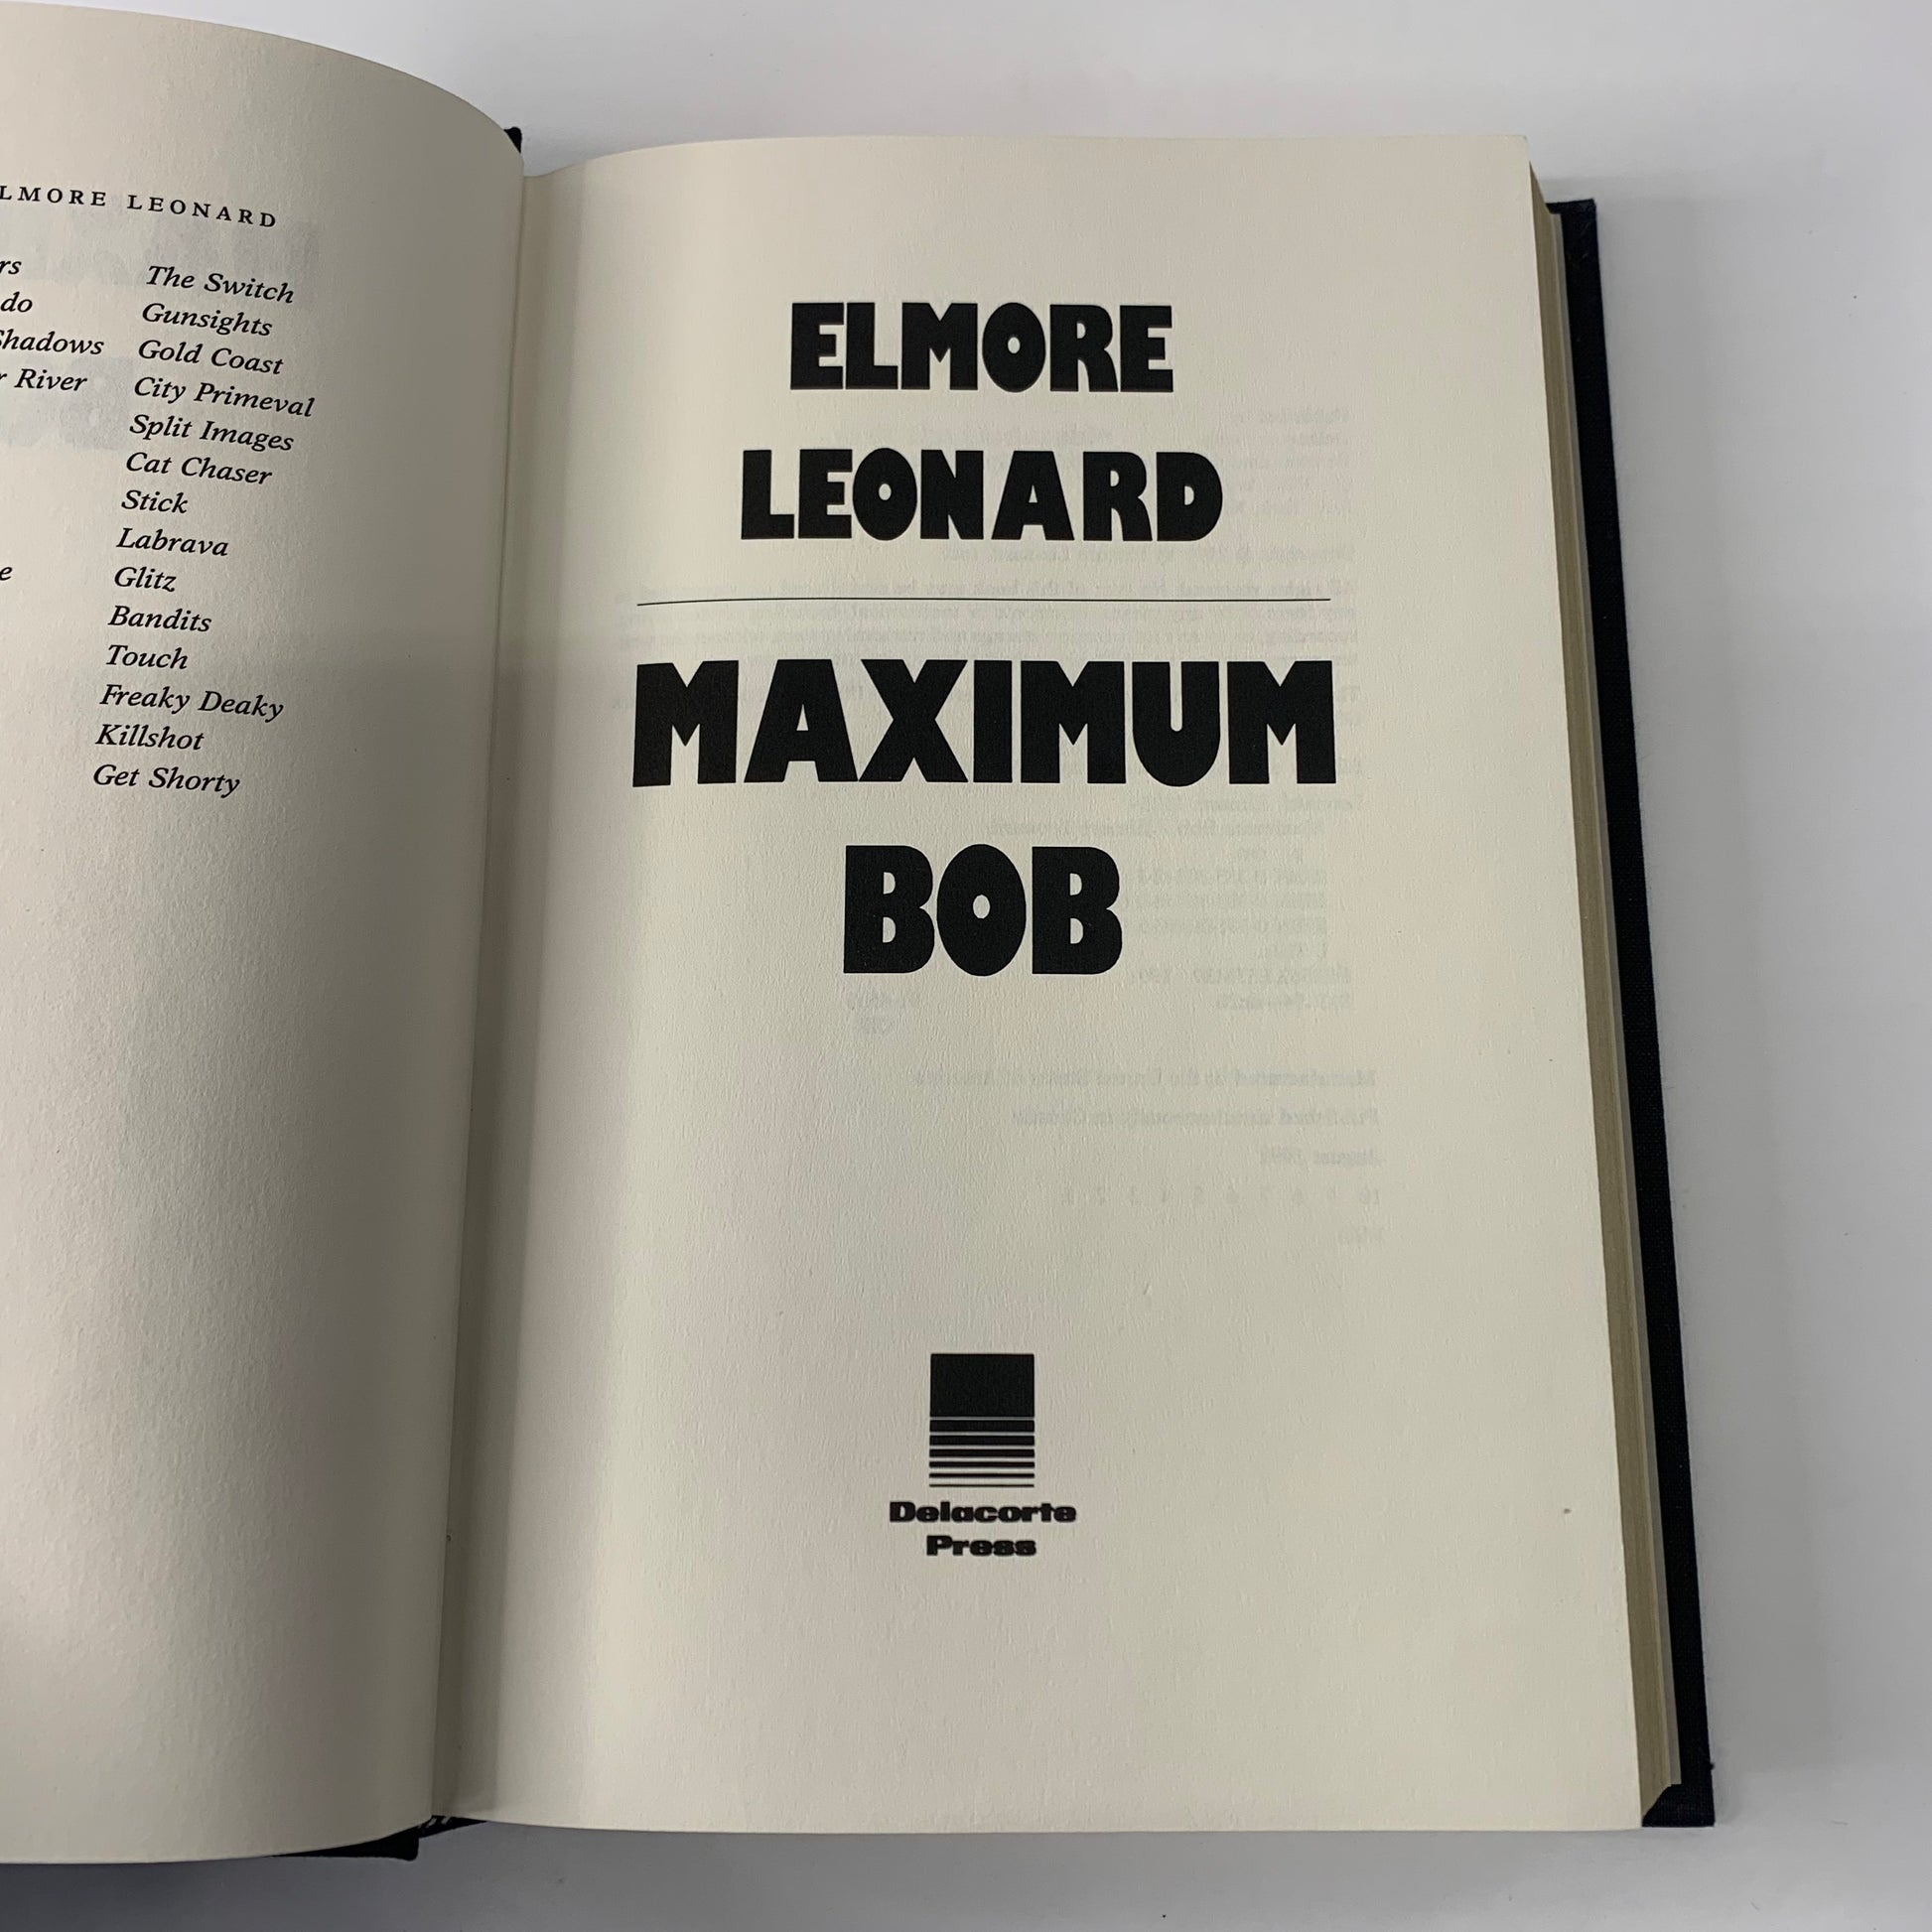 LMORE LEONARD
rs
do
Shadows
r River
e
The Switch
Gunsights
Gold Coast
City Primeval
Split Images
Cat Chaser
Stick
Labrava
Glitz
Bandits
Touch
Freaky Deaky
Killshot
Get Shorty
ELMORE
LEONARD
MAXIMUM
BOB
Delacorte
Press